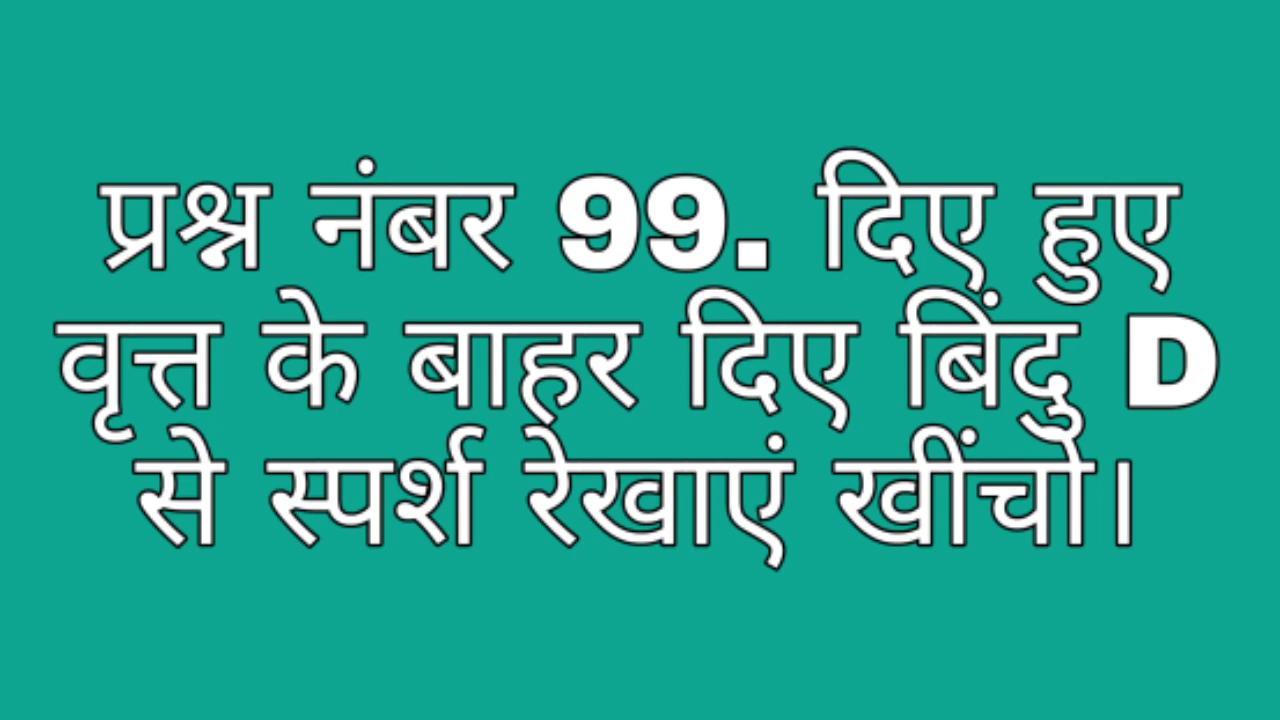 प्रश्न नंबर 99. दिए हुए
वृत्त के बाहर दिए बिंदु D
से स्पर्श रेखाएं खींचो।